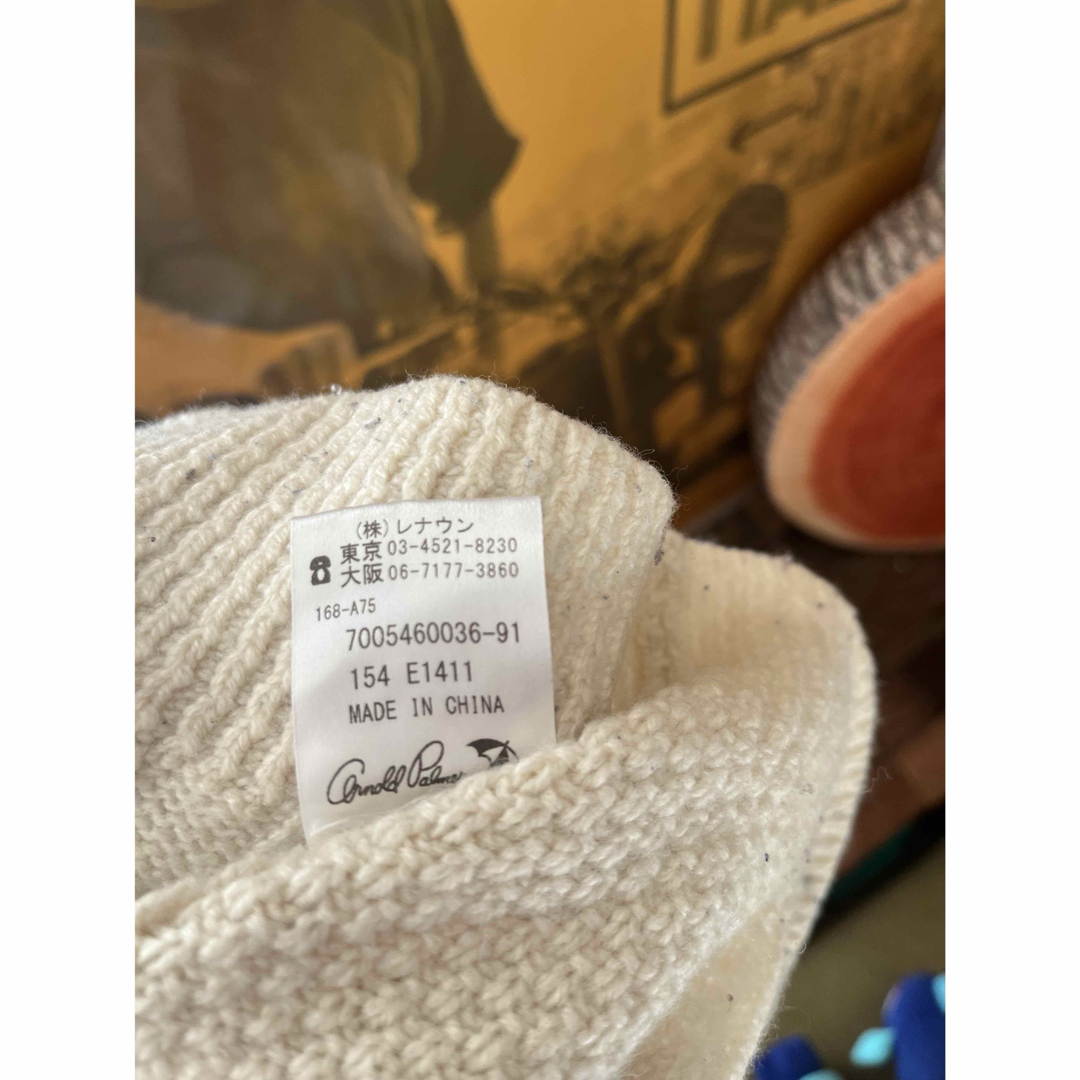 (株)レナウン
東京 03-4521-8230
大阪 06-7177-3860
168-A75
7005460036-91
154 E1411
MADE IN CHINA
Arnold Palmer